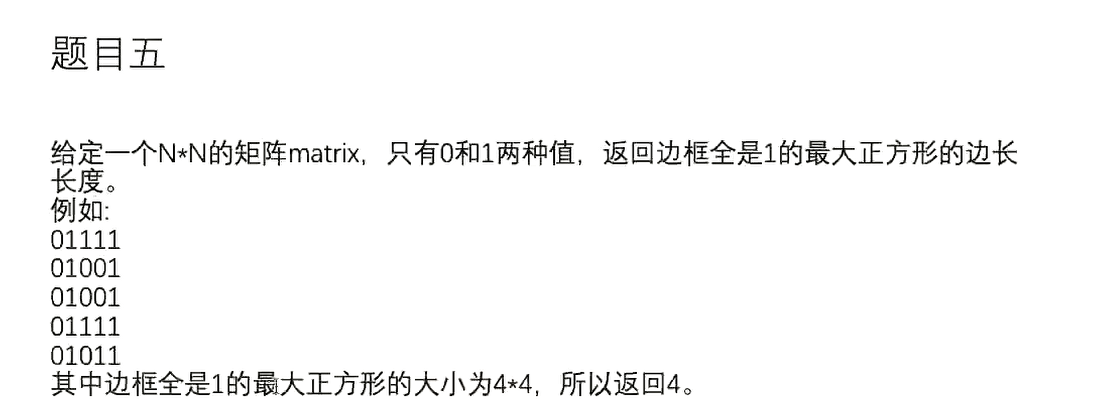 题目五
给定一个N*N的矩阵matrix，只有0和1两种值，返回边框全是1的最大正方形的边长
长度。
例如:
01111
01001
01001
01111
01011
其中边框全是1的最大正方形的大小为4*4，所以返回4。